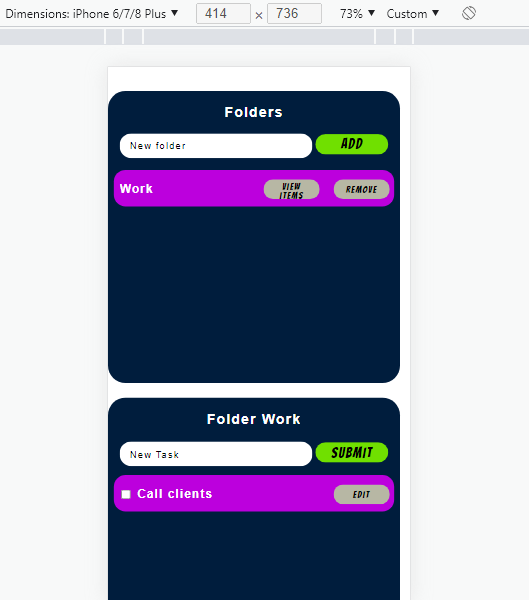 Dimensions: iPhone 6/7/8 Plus ▼ 414 × 736 73% ▼ Custom ▼
Folders
New folder ADD
Work VIEW ITEMS REMOVE
Folder Work
New Task SUBMIT
Call clients EDIT